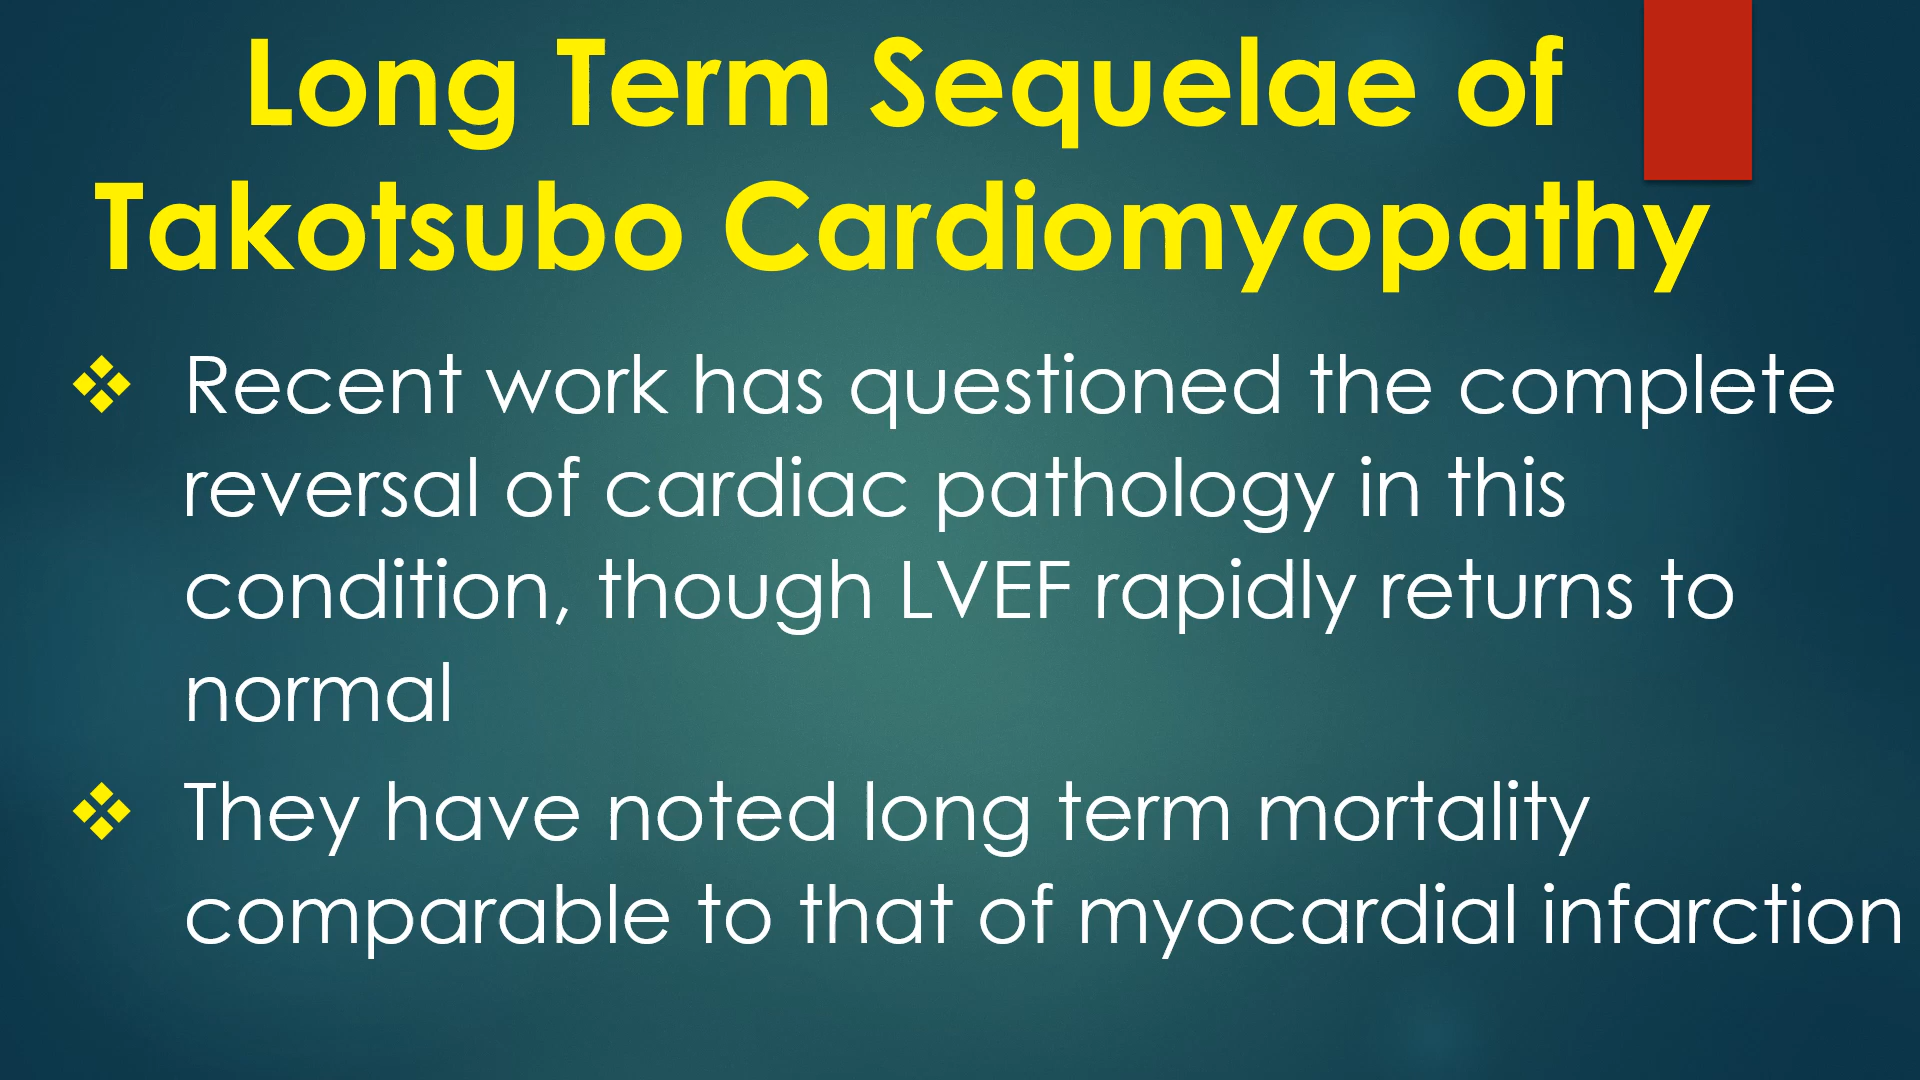 Long Term Sequelae of
Takotsubo Cardiomyopathy
❖ Recent work has questioned the complete
reversal of cardiac pathology in this
condition, though LVEF rapidly returns to
normal
❖ They have noted long term mortality
comparable to that of myocardial infarction